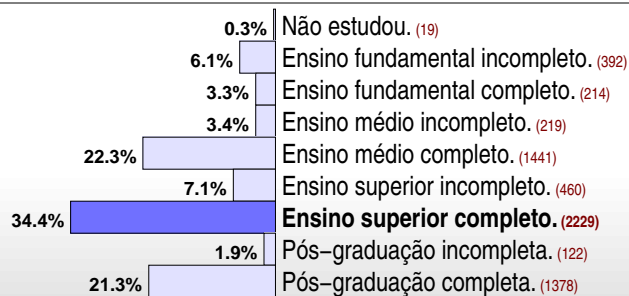 0.3% Não estudou. (19)
6.1% Ensino fundamental incompleto. (392)
3.3% Ensino fundamental completo. (214)
3.4% Ensino médio incompleto. (219)
22.3% Ensino médio completo. (1441)
7.1% Ensino superior incompleto. (460)
34.4% Ensino superior completo. (2229)
1.9% Pós−graduação incompleta. (122)
21.3% Pós−graduação completa. (1378)